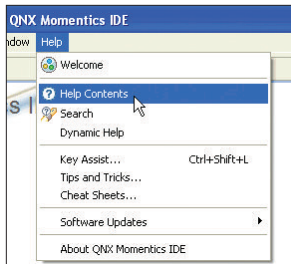 QNX Momentics IDE
ndow Help
Welcome
Help Contents
Search
Dynamic Help
Key Assist... Ctrl+Shift+L
Tips and Tricks...
Cheat Sheets...
Software Updates
About QNX Momentics IDE